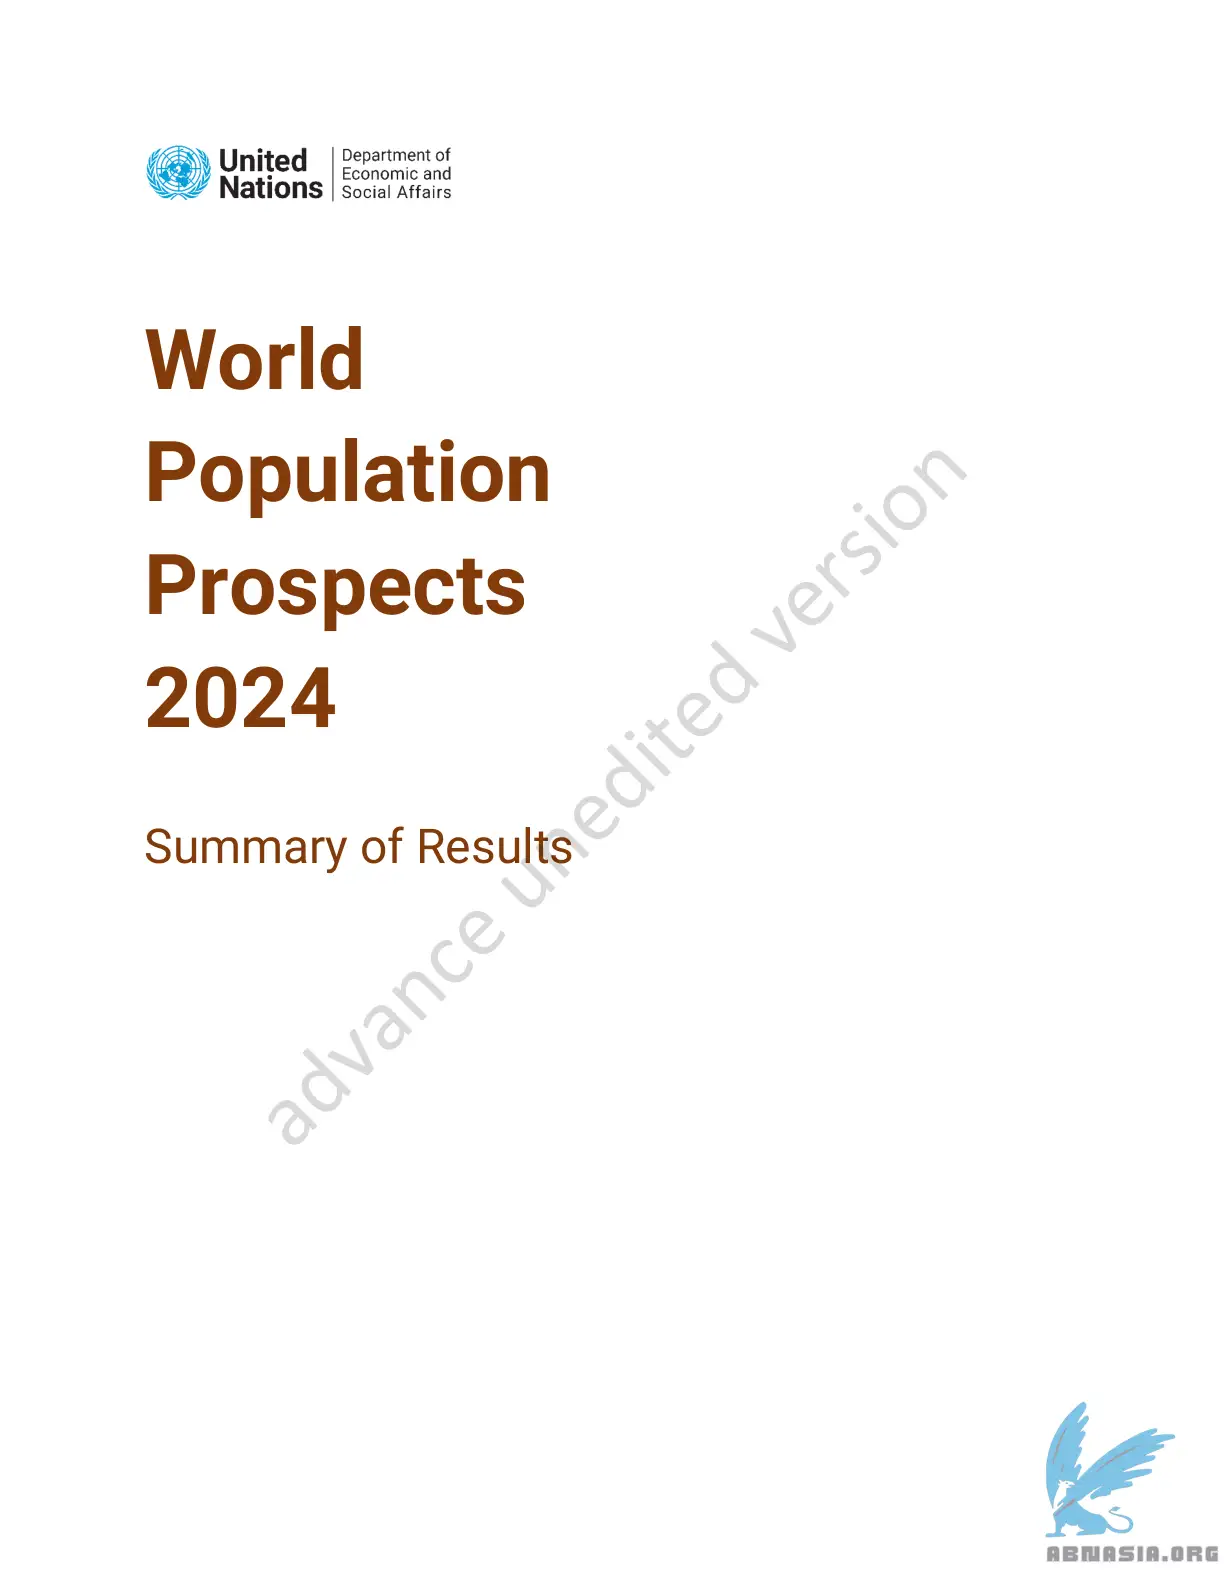 United
Nations
Department of
Economic and
Social Affairs
World
Population
Prospects
2024
Summary of Results
advance unedited version
ABNASIA.ORG